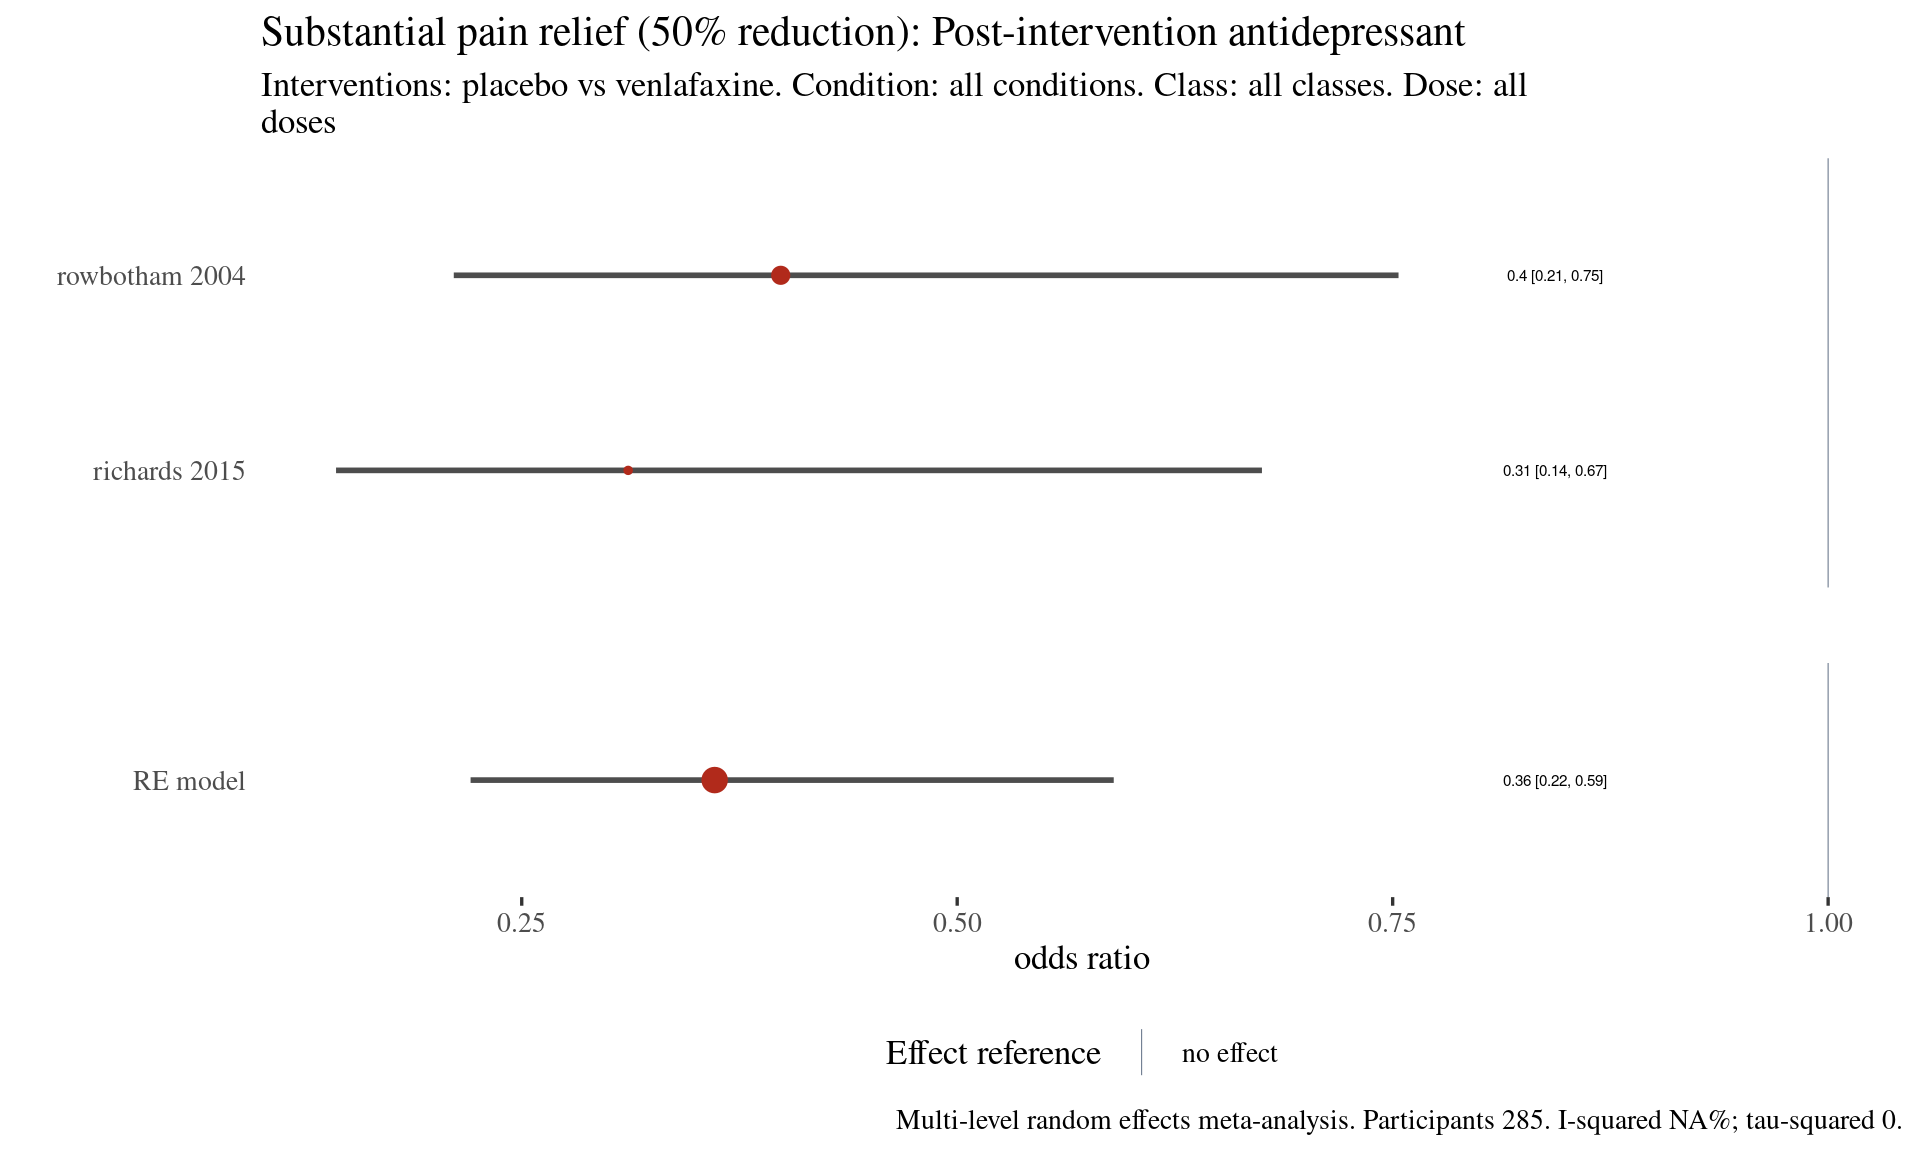 Substantial pain relief (50% reduction): Post-intervention antidepressant
Interventions: placebo vs venlafaxine. Condition: all conditions. Class: all classes. Dose: all
doses
rowbotham 2004
0.4 [0.21, 0.75]
richards 2015
0.31 [0.14, 0.67]
RE model
0.36 [0.22, 0.59]
0.25 0.50 0.75 1.00
odds ratio
Effect reference no effect
Multi-level random effects meta-analysis. Participants 285. I-squared NA%; tau-squared 0.